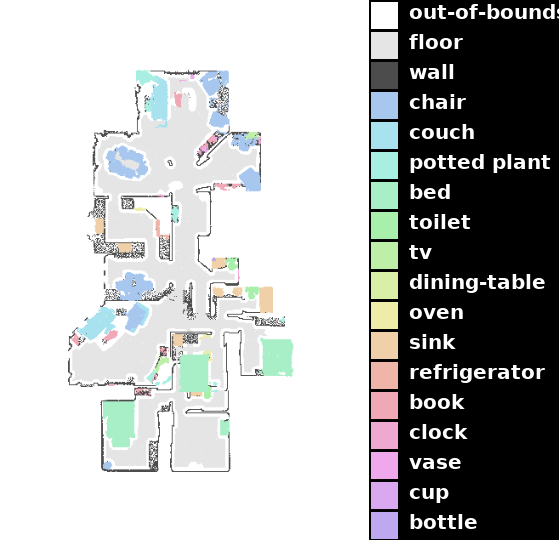 out-of-bounds
floor
wall
chair
couch
potted plant
bed
toilet
tv
dining-table
oven
sink
refrigerator
book
clock
vase
cup
bottle